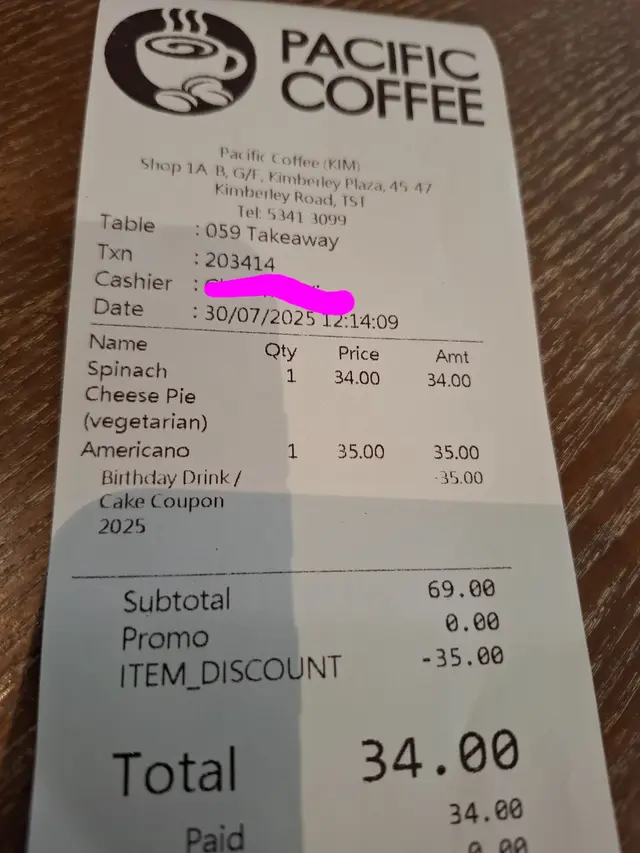 PACIFIC
COFFEE
Pacific Coffee (KIM)
Shop 1A B, G/F, Kimberley Plaza, 45 47
Kimberley Road, TST
Tel: 5341 3099
Table : 059 Takeaway
Txn : 203414
Cashier :
Date : 30/07/2025 12:14:09
Name Qty Price Amt
Spinach 1 34.00 34.00
Cheese Pie
(vegetarian)
Americano 1 35.00 35.00
Birthday Drink / -35.00
Cake Coupon
2025
Subtotal 69.00
Promo 0.00
ITEM_DISCOUNT -35.00
Total 34.00
Paid 34.00
0.00